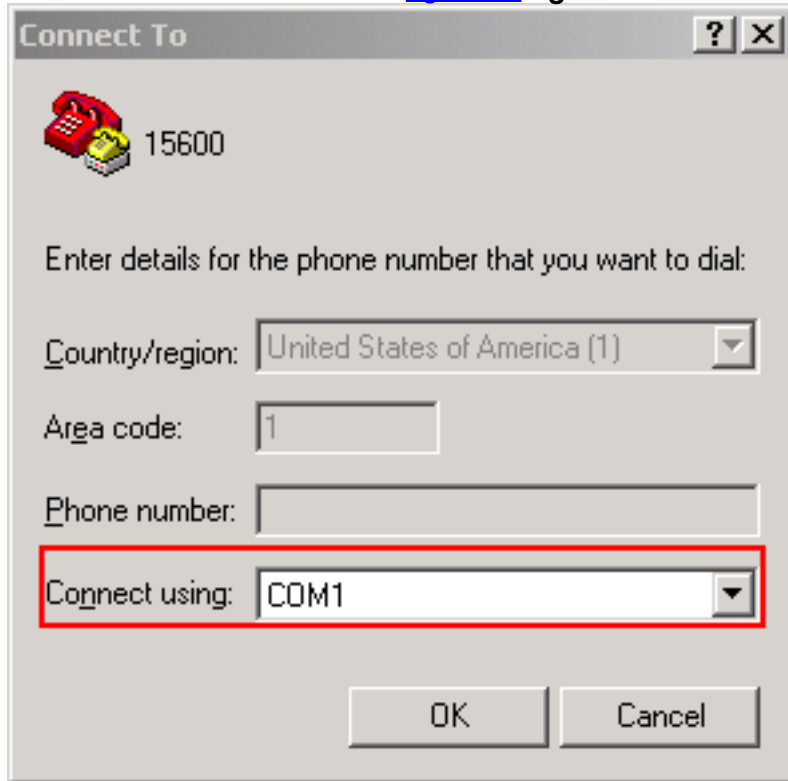 Connect To
15600
Enter details for the phone number that you want to dial:
Country/region: United States of America (1)
Area code: 1
Phone number:
Connect using: COM1
OK Cancel